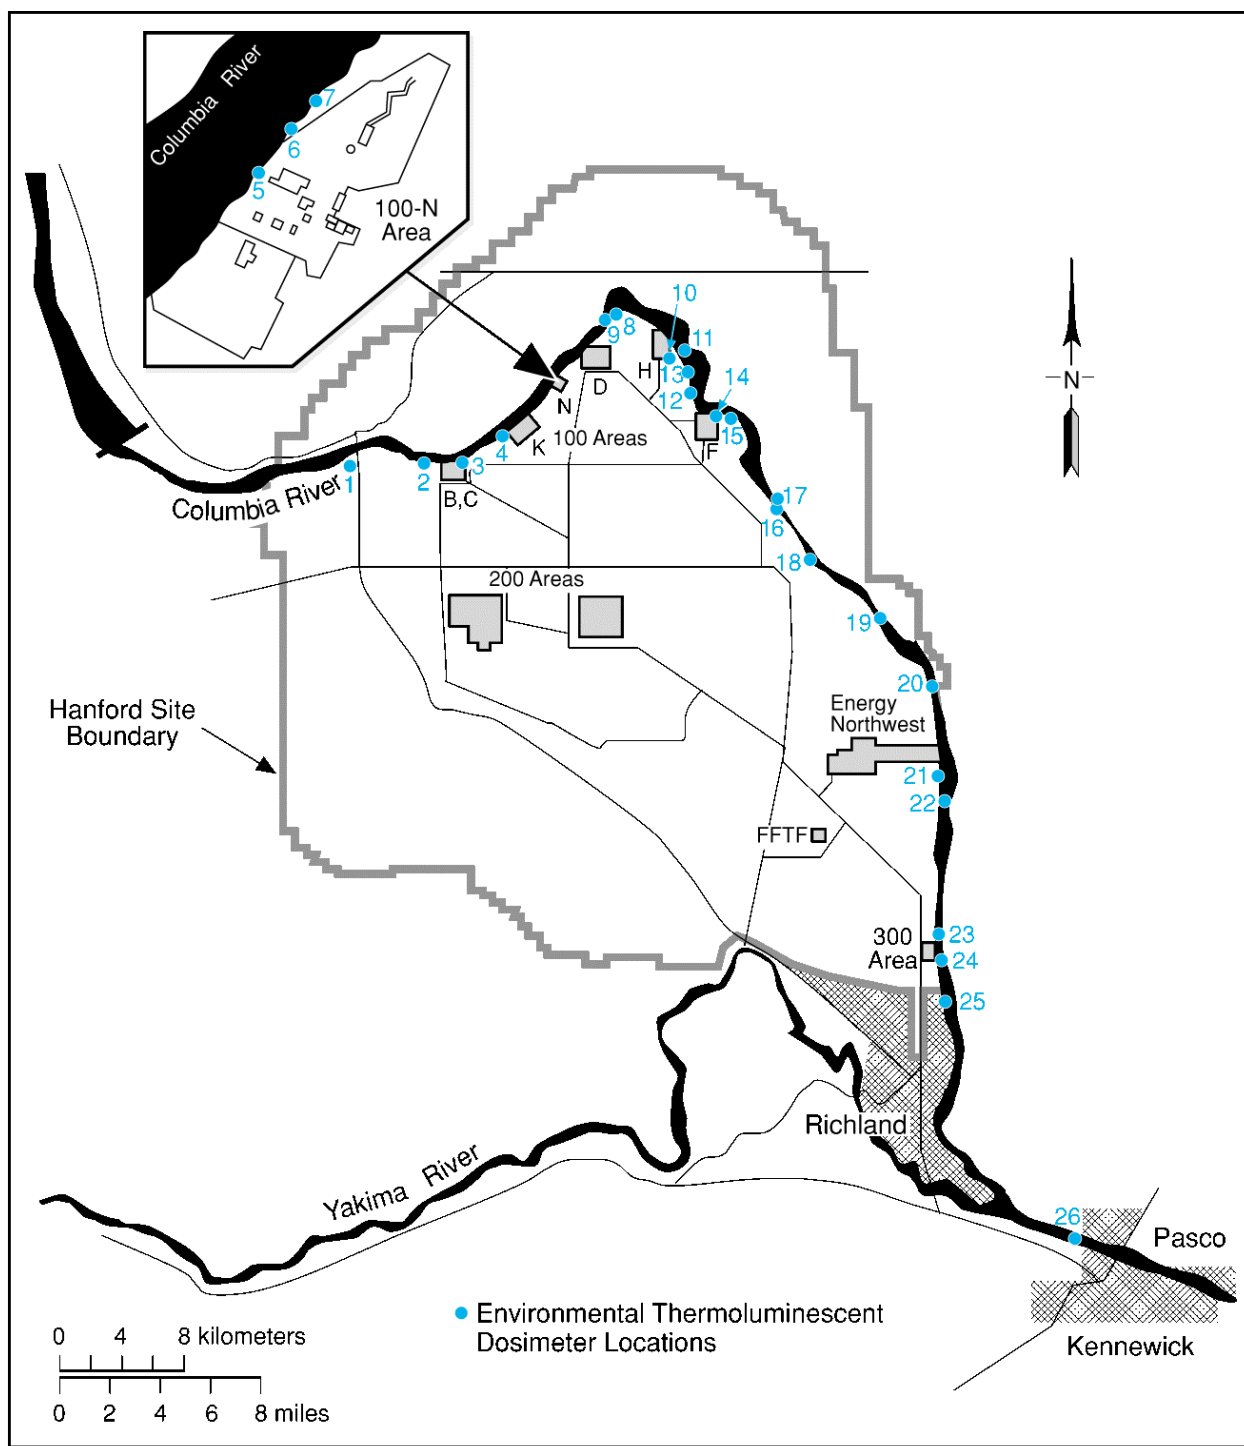 Columbia River
7
6
5
100-N
Area
10
8
9
11
H
13
D
14
12
N
4
K
100 Areas
F
15
3
1
2
B,C
Columbia River
17
16
18
200 Areas
19
20
Hanford Site
Boundary
Energy
Northwest
21
22
FFTF
23
300
Area
24
25
Richland
Yakima River
26
Pasco
Kennewick
Environmental Thermoluminescent
Dosimeter Locations
N
0 4 8 kilometers
0 2 4 6 8 miles